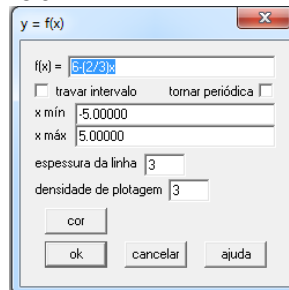 y = f(x)
f(x) = 6-(2/3)x
travar intervalo tornar periódica
x mín -5.00000
x máx 5.00000
espessura da linha 3
densidade de plotagem 3
cor
ok cancelar ajuda